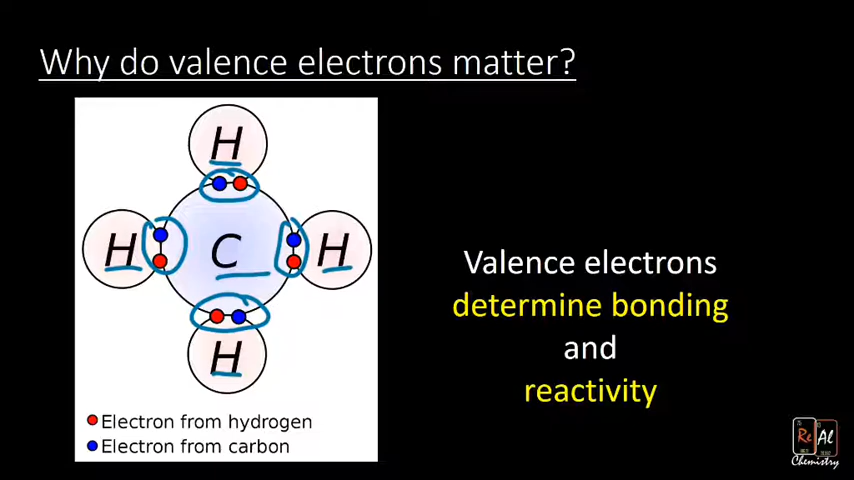 Why do valence electrons matter?
H
H
C
H
H
Electron from hydrogen
Electron from carbon
Valence electrons
determine bonding
and
reactivity
Re Al
Chemistry